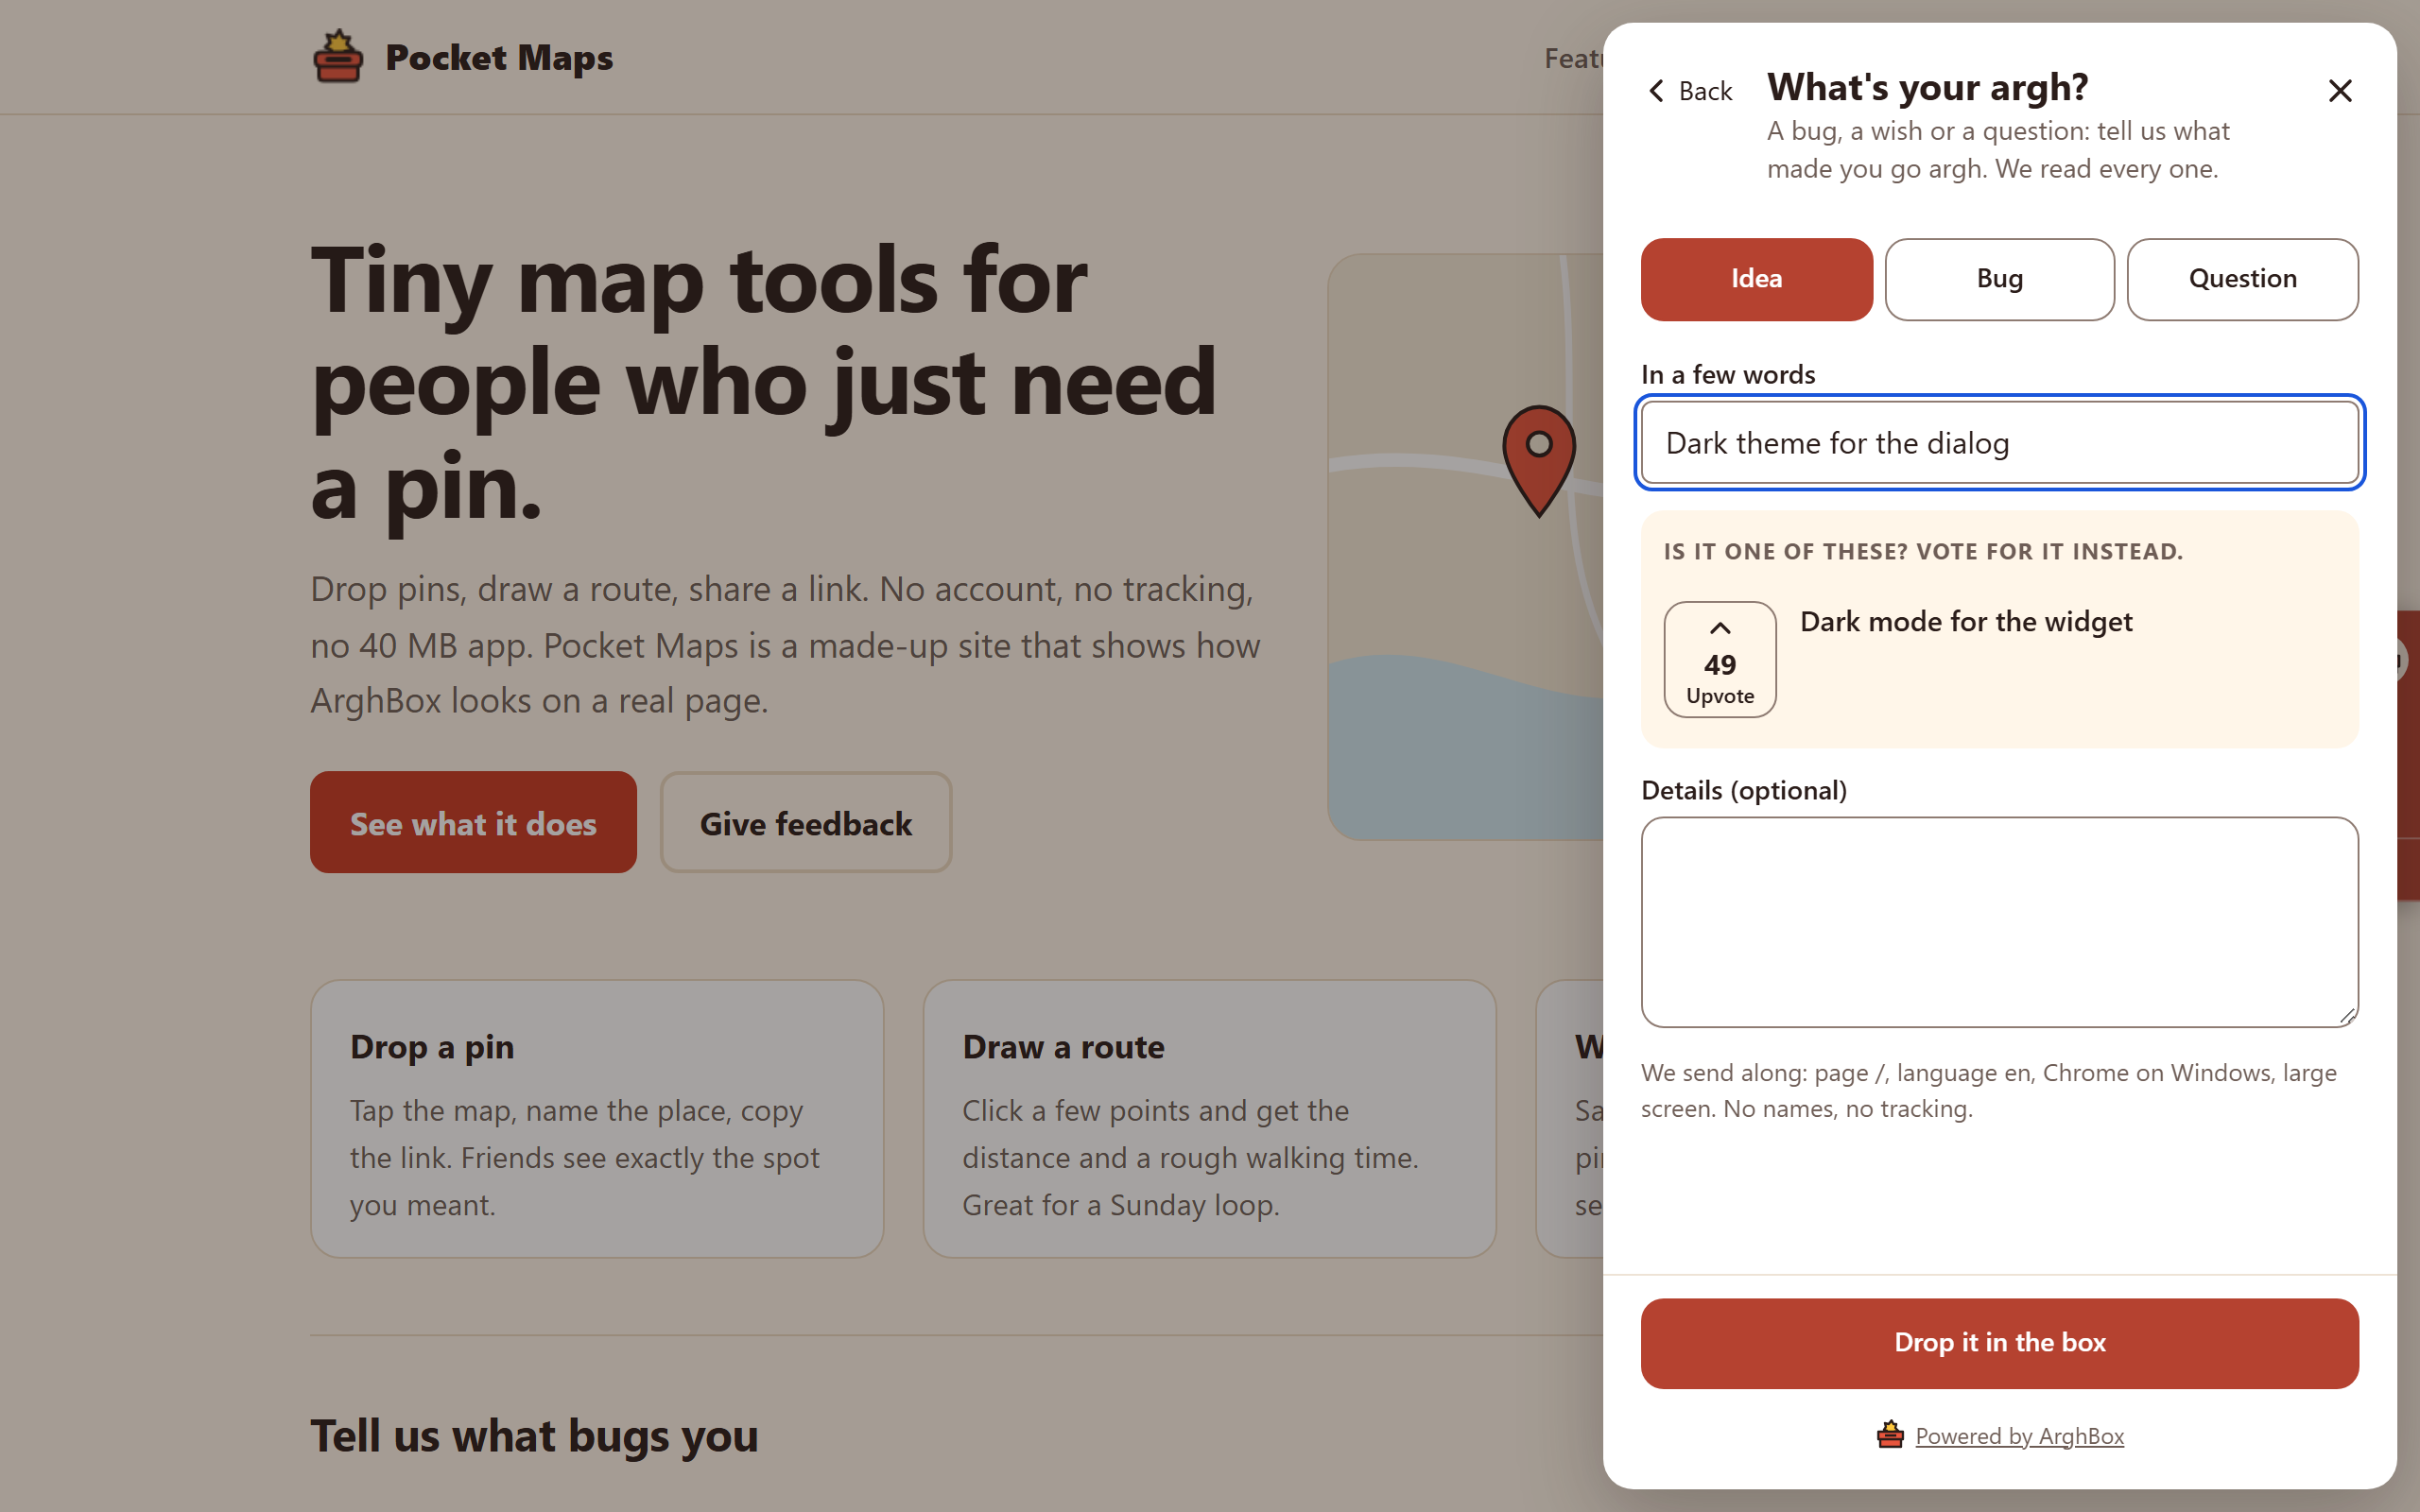 Pocket Maps
Tiny map tools for
people who just need
a pin.
Drop pins, draw a route, share a link. No account, no tracking,
no 40 MB app. Pocket Maps is a made-up site that shows how
ArghBox looks on a real page.
See what it does
Give feedback
Drop a pin
Tap the map, name the place, copy
the link. Friends see exactly the spot
you meant.
Draw a route
Click a few points and get the
distance and a rough walking time.
Great for a Sunday loop.
Tell us what bugs you
Back
What's your argh?
A bug, a wish or a question: tell us what
made you go argh. We read every one.
Idea
Bug
Question
In a few words
Dark theme for the dialog
IS IT ONE OF THESE? VOTE FOR IT INSTEAD.
49
Upvote
Dark mode for the widget
Details (optional)
We send along: page /, language en, Chrome on Windows, large
screen. No names, no tracking.
Drop it in the box
Powered by ArghBox